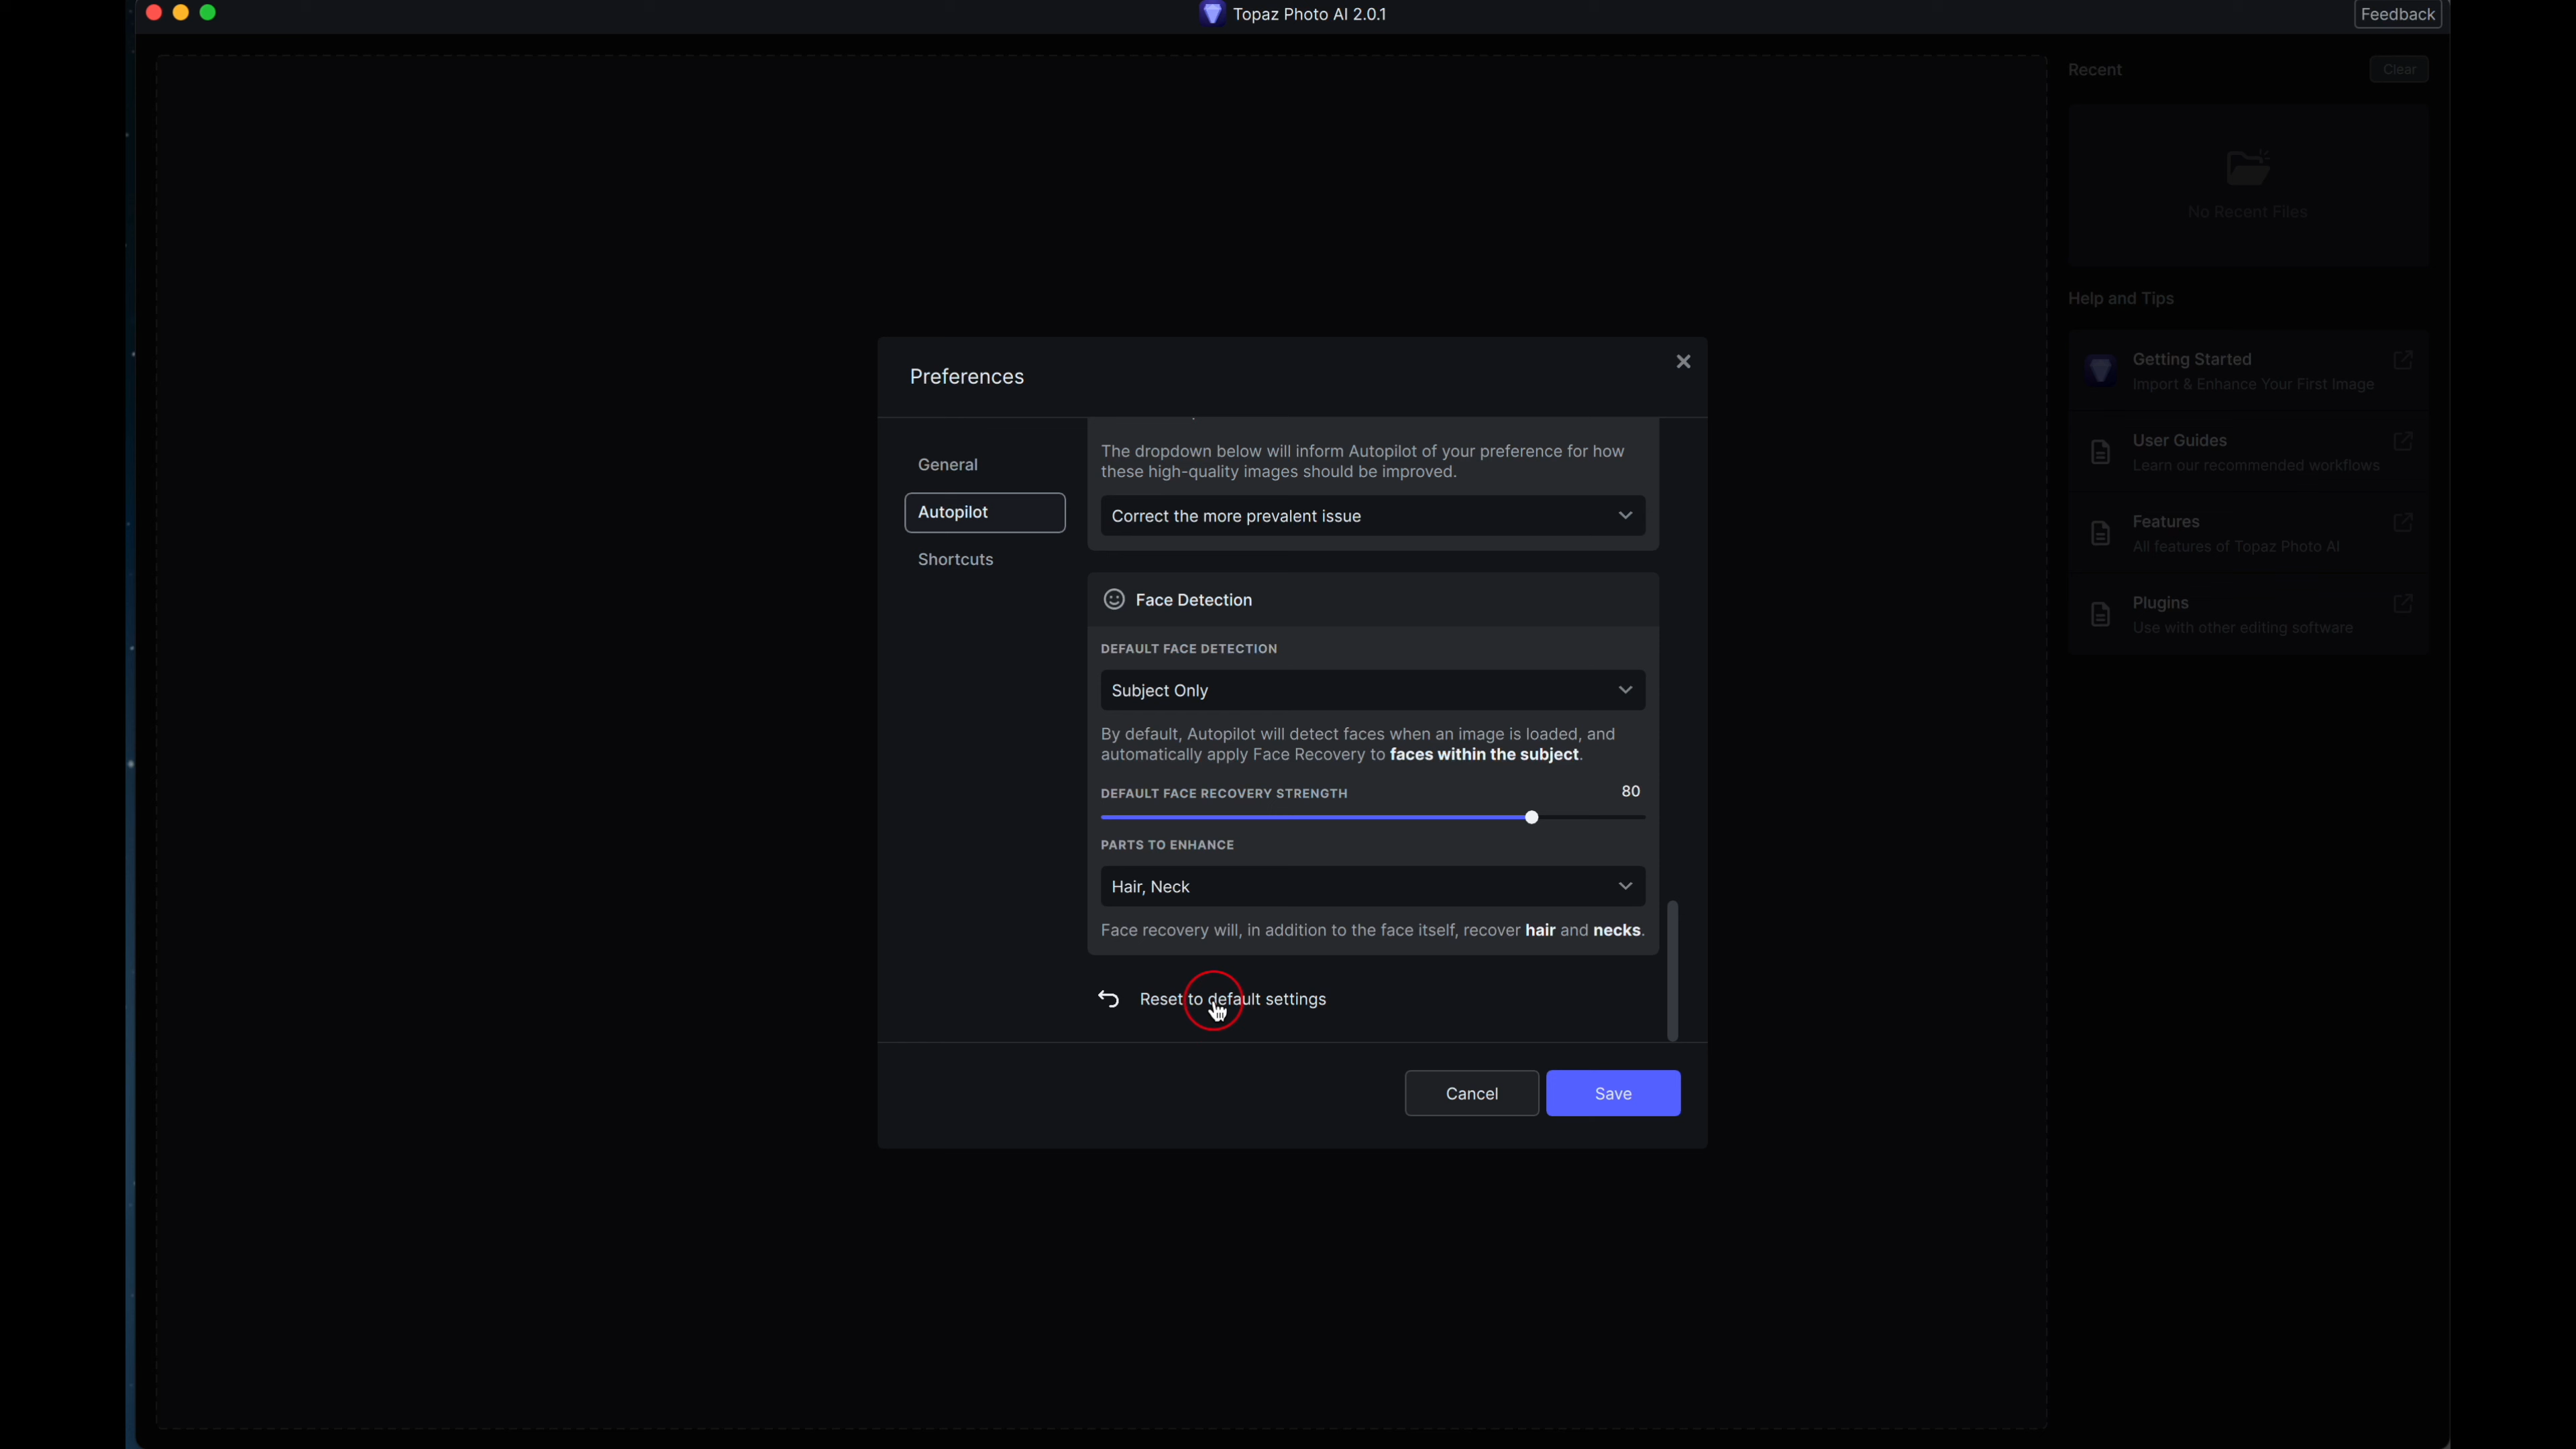 Topaz Photo AI 2.0.1
Feedback
Recent
Clear
No Recent Files
Help and Tips
Getting Started
Import & Enhance Your First Image
User Guides
Learn our recommended workflows
Features
All features of Topaz Photo AI
Plugins
Use with other editing software
Preferences
General
Autopilot
Shortcuts
The dropdown below will inform Autopilot of your preference for how
these high-quality images should be improved.
Correct the more prevalent issue
Face Detection
DEFAULT FACE DETECTION
Subject Only
By default, Autopilot will detect faces when an image is loaded, and
automatically apply Face Recovery to faces within the subject.
DEFAULT FACE RECOVERY STRENGTH
80
PARTS TO ENHANCE
Hair, Neck
Face recovery will, in addition to the face itself, recover hair and necks.
Reset to default settings
Cancel
Save